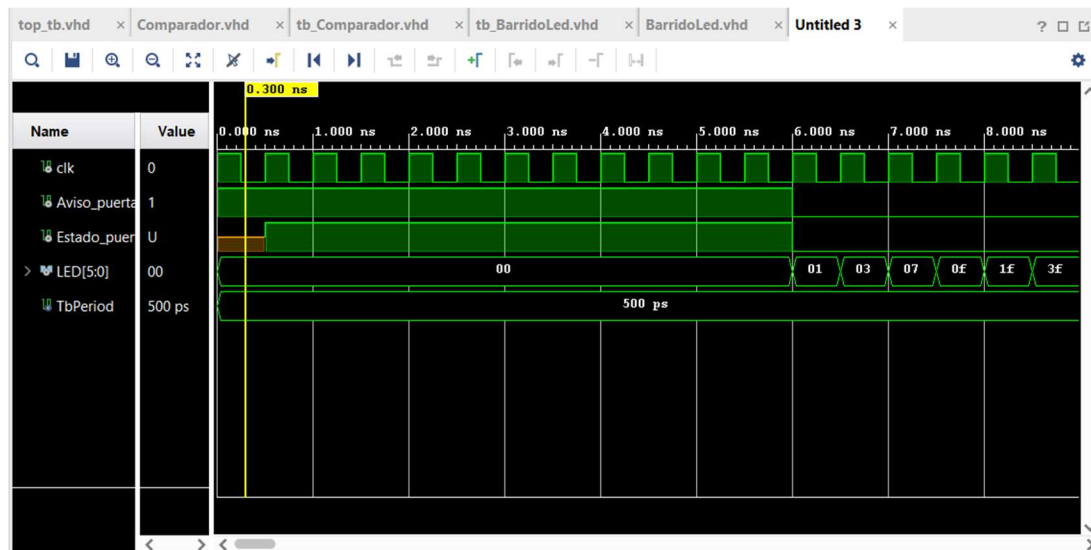 top_tb.vhd × Comparador.vhd × tb_Comparador.vhd × tb_BarridoLed.vhd × BarridoLed.vhd × Untitled 3 × ?
0.300 ns
Name Value 0.000 ns 1.000 ns 2.000 ns 3.000 ns 4.000 ns 5.000 ns 6.000 ns 7.000 ns 8.000 ns
clk 0
Aviso_puerta 1
Estado_puer U
LED[5:0] 00 00 01 03 07 0f 1f 3f
TbPeriod 500 ps 500 ps